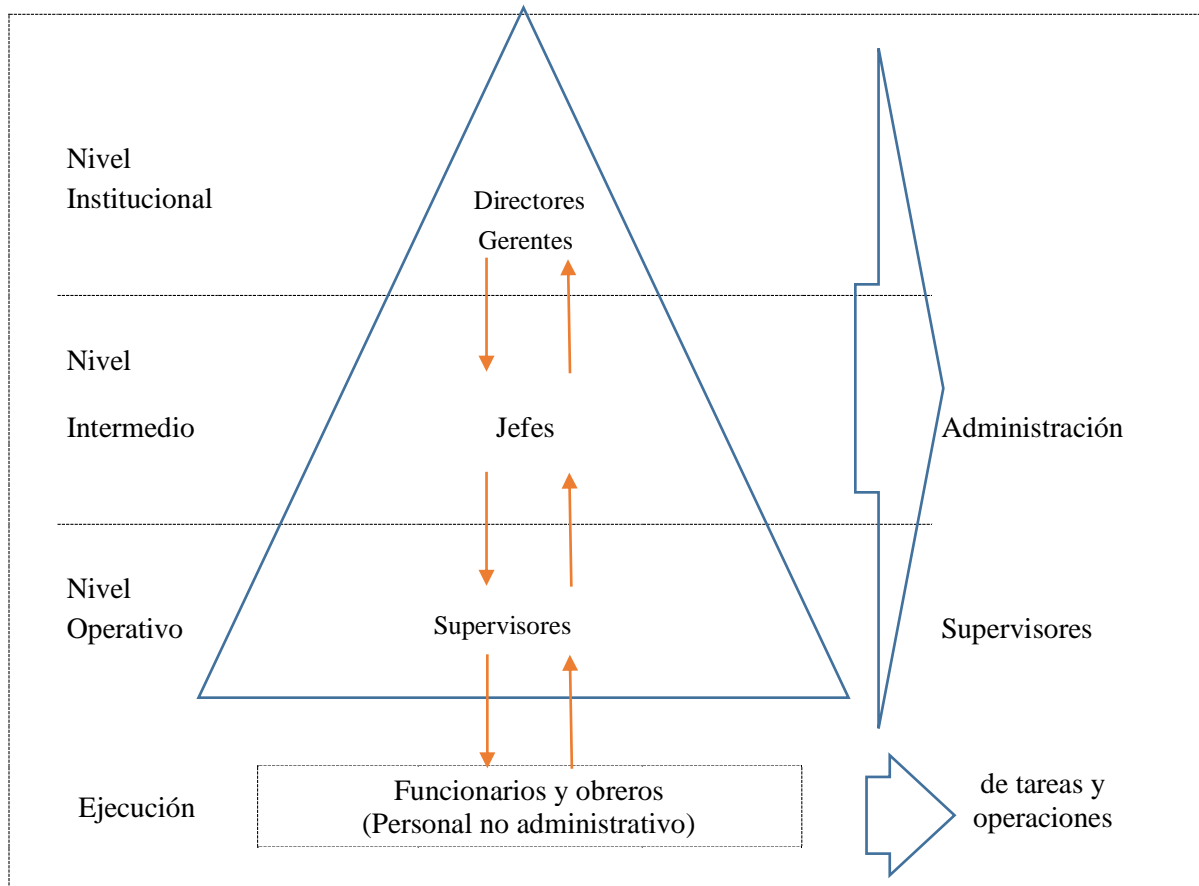 Nivel
Institucional
Directores
Gerentes
Nivel
Intermedio
Jefes
Administración
Nivel
Operativo
Supervisores
Supervisores
Ejecución
Funcionarios y obreros
(Personal no administrativo)
de tareas y
operaciones